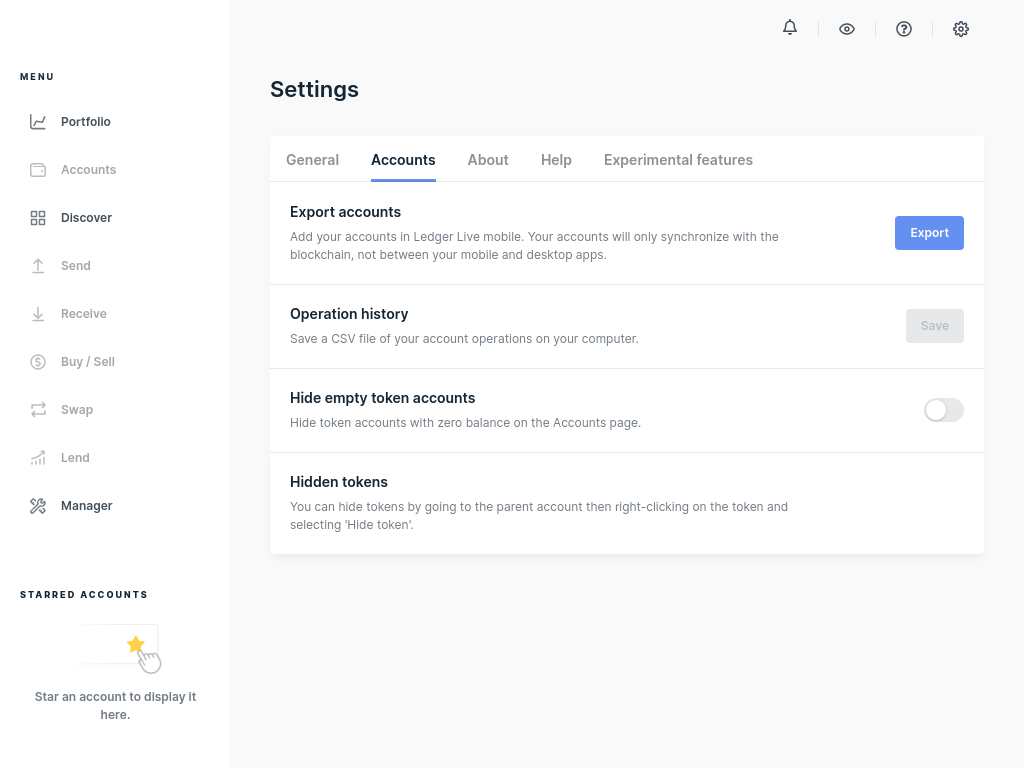 MENU
Portfolio
Accounts
Discover
Send
Receive
Buy / Sell
Swap
Lend
Manager
STARRED ACCOUNTS
Star an account to display it
here.
Settings
General Accounts About Help Experimental features
Export accounts
Add your accounts in Ledger Live mobile. Your accounts will only synchronize with the
blockchain, not between your mobile and desktop apps.
Export
Operation history
Save a CSV file of your account operations on your computer.
Save
Hide empty token accounts
Hide token accounts with zero balance on the Accounts page.
Hidden tokens
You can hide tokens by going to the parent account then right-clicking on the token and
selecting 'Hide token'.